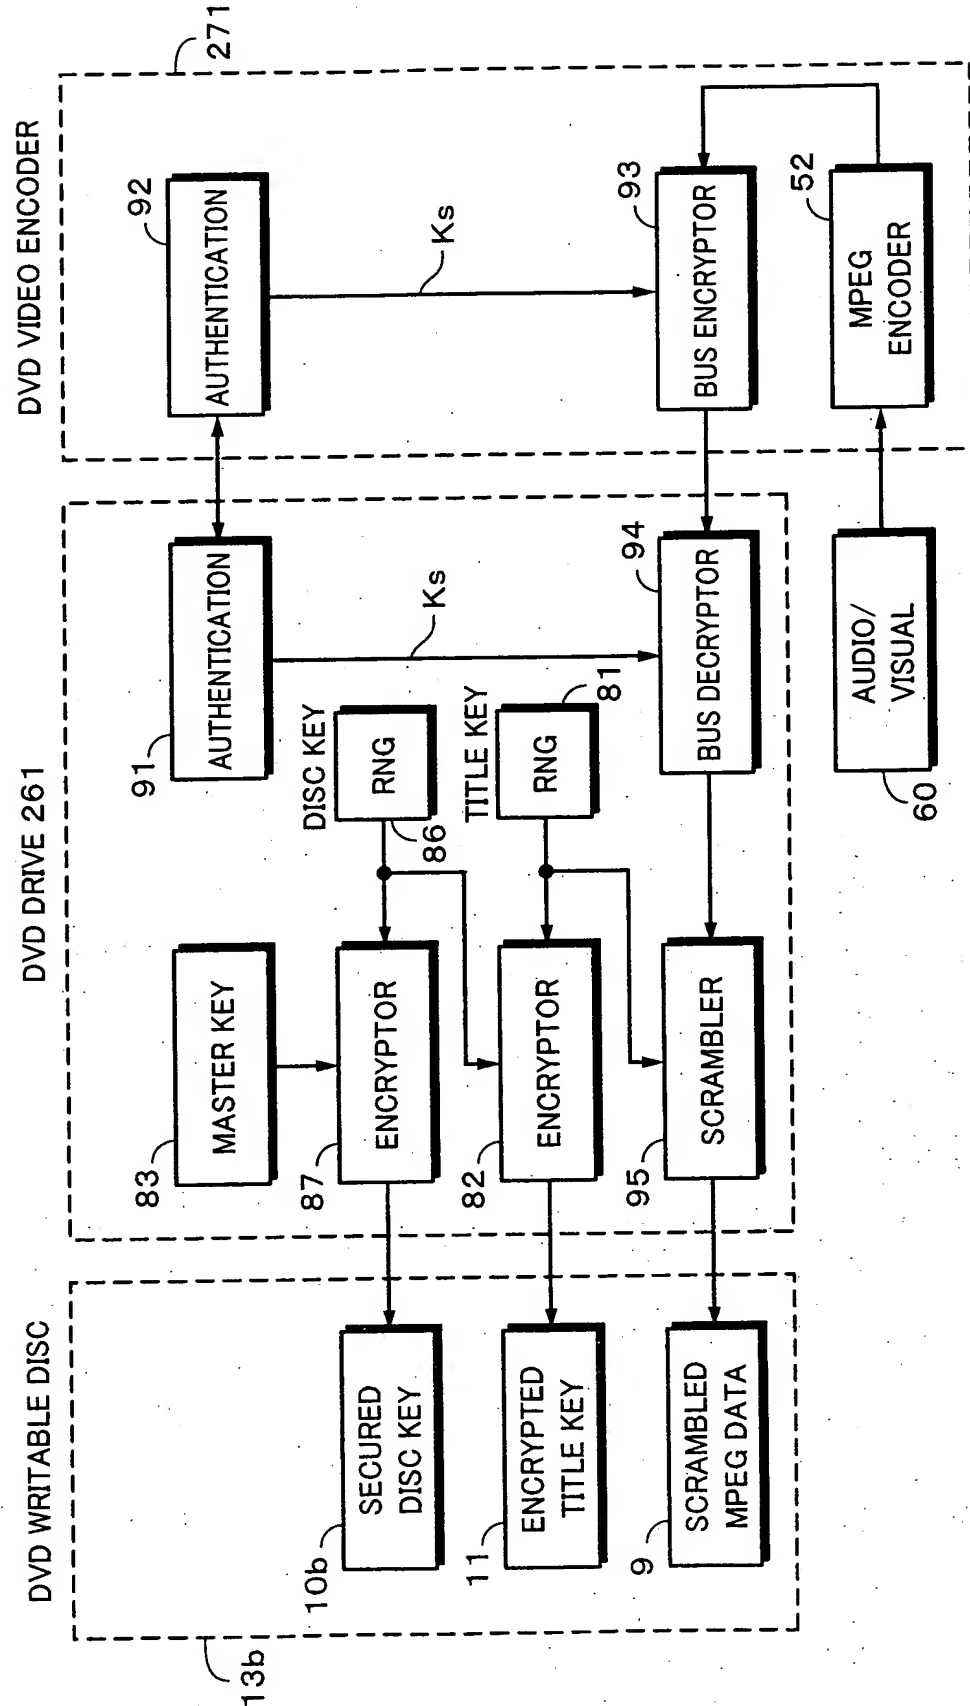 DVD WRITABLE DISC
13b
10b
SECURED
DISC KEY
11
ENCRYPTED
TITLE KEY
9
SCRAMBLED
MPEG DATA
DVD DRIVE 261
83
MASTER KEY
87
ENCRYPTOR
82
ENCRYPTOR
95
SCRAMBLER
91
AUTHENTICATION
DISC KEY
RNG
86
TITLE KEY
RNG
81
Ks
94
BUS DECRYPTOR
60
AUDIO/
VISUAL
DVD VIDEO ENCODER
271
92
AUTHENTICATION
Ks
93
BUS ENCRYPTOR
52
MPEG
ENCODER